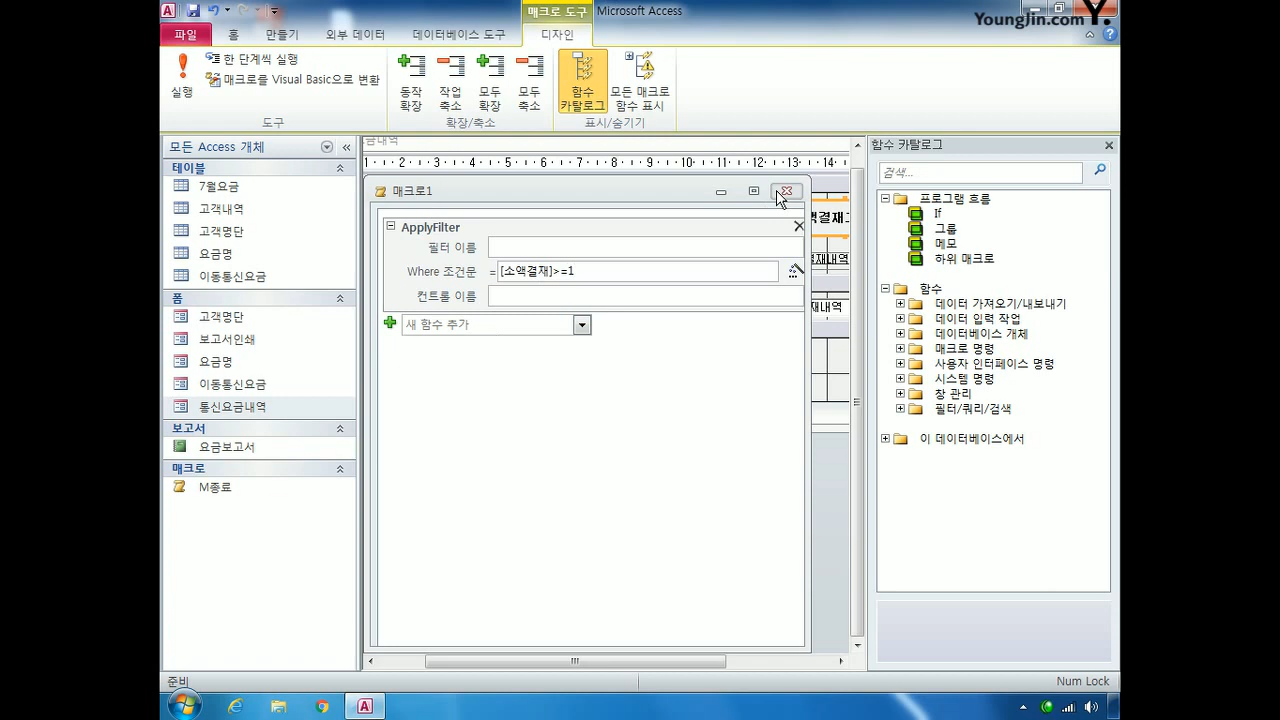 매크로 도구
Microsoft Access
YoungJin.com Y.
파일
홈
만들기
외부 데이터
데이터베이스 도구
디자인
실행
한 단계씩 실행
매크로를 Visual Basic으로 변환
도구
동작 확장
작업 축소
모두 확장
모두 축소
확장/축소
함수 카탈로그
모든 매크로 함수 표시
표시/숨기기
모든 Access 개체
테이블
7월요금
고객내역
고객명단
요금명
이동통신요금
폼
고객명단
보고서인쇄
요금명
이동통신요금
통신요금내역
보고서
요금보고서
매크로
M종료
1 2 3 4 5 6 7 8 9 10 11 12 13 14
매크로1
ApplyFilter
필터 이름
Where 조건문 = [소액결재]>=1
컨트롤 이름
새 함수 추가
함수 카탈로그
검색...
프로그램 흐름
If
그룹
메모
하위 매크로
함수
데이터 가져오기/내보내기
데이터 입력 작업
데이터베이스 개체
매크로 명령
사용자 인터페이스 명령
시스템 명령
창 관리
필터/쿼리/검색
이 데이터베이스에서
준비
Num Lock